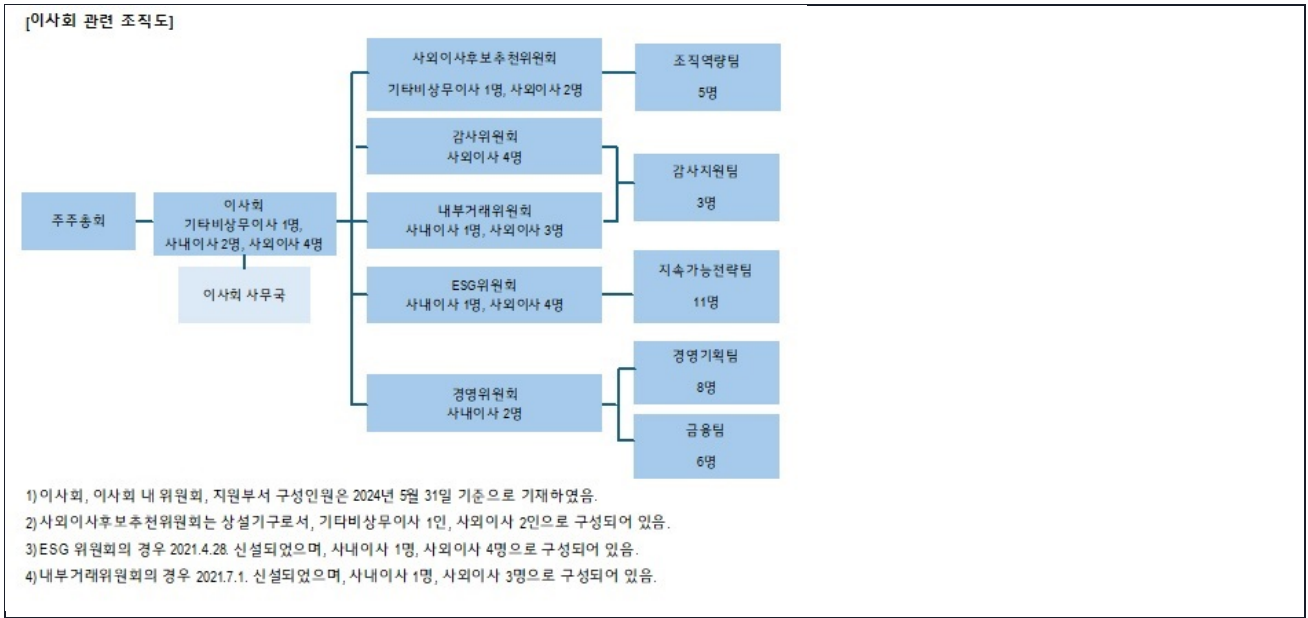 [이사회 관련 조직도]
사외이사후보추천위원회
기타비상무이사 1명, 사외이사 2명
조직역량팀
5명
감사위원회
사외이사 4명
감사지원팀
3명
주주총회
이사회
기타비상무이사 1명,
사내이사 2명, 사외이사 4명
내부거래위원회
사내이사 1명, 사외이사 3명
이사회 사무국
ESG위원회
사내이사 1명, 사외이사 4명
지속가능전략팀
11명
경영위원회
사내이사 2명
경영기획팀
8명
금융팀
6명
1) 이사회, 이사회 내 위원회, 지원부서 구성인원은 2024년 5월 31일 기준으로 기재하였음.
2) 사외이사후보추천위원회는 상설기구로서, 기타비상무이사 1인, 사외이사 2인으로 구성되어 있음.
3) ESG 위원회의 경우 2021.4.28. 신설되었으며, 사내이사 1명, 사외이사 4명으로 구성되어 있음.
4) 내부거래위원회의 경우 2021.7.1. 신설되었으며, 사내이사 1명, 사외이사 3명으로 구성되어 있음.